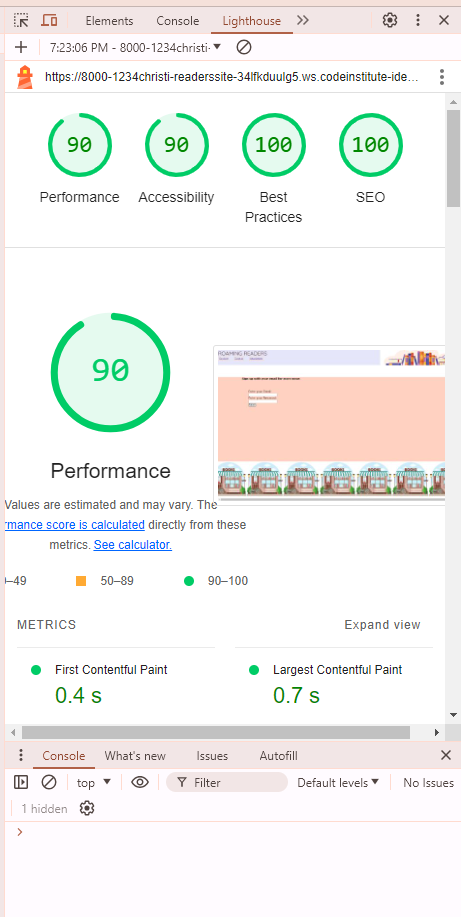 Elements Console Lighthouse
7:23:06 PM - 8000-1234christi-
https://8000-1234christi-readerssite-34lfkduulg5.ws.codeinstitute-ide…
90 90 100 100
Performance Accessibility Best Practices SEO
90
ROAMING READERS
Performance
Values are estimated and may vary. The
rmance score is calculated directly from these
metrics. See calculator.
–49 50–89 90–100
METRICS Expand view
First Contentful Paint Largest Contentful Paint
0.4 s 0.7 s
Console What's new Issues Autofill
top Filter Default levels No Issues
1 hidden